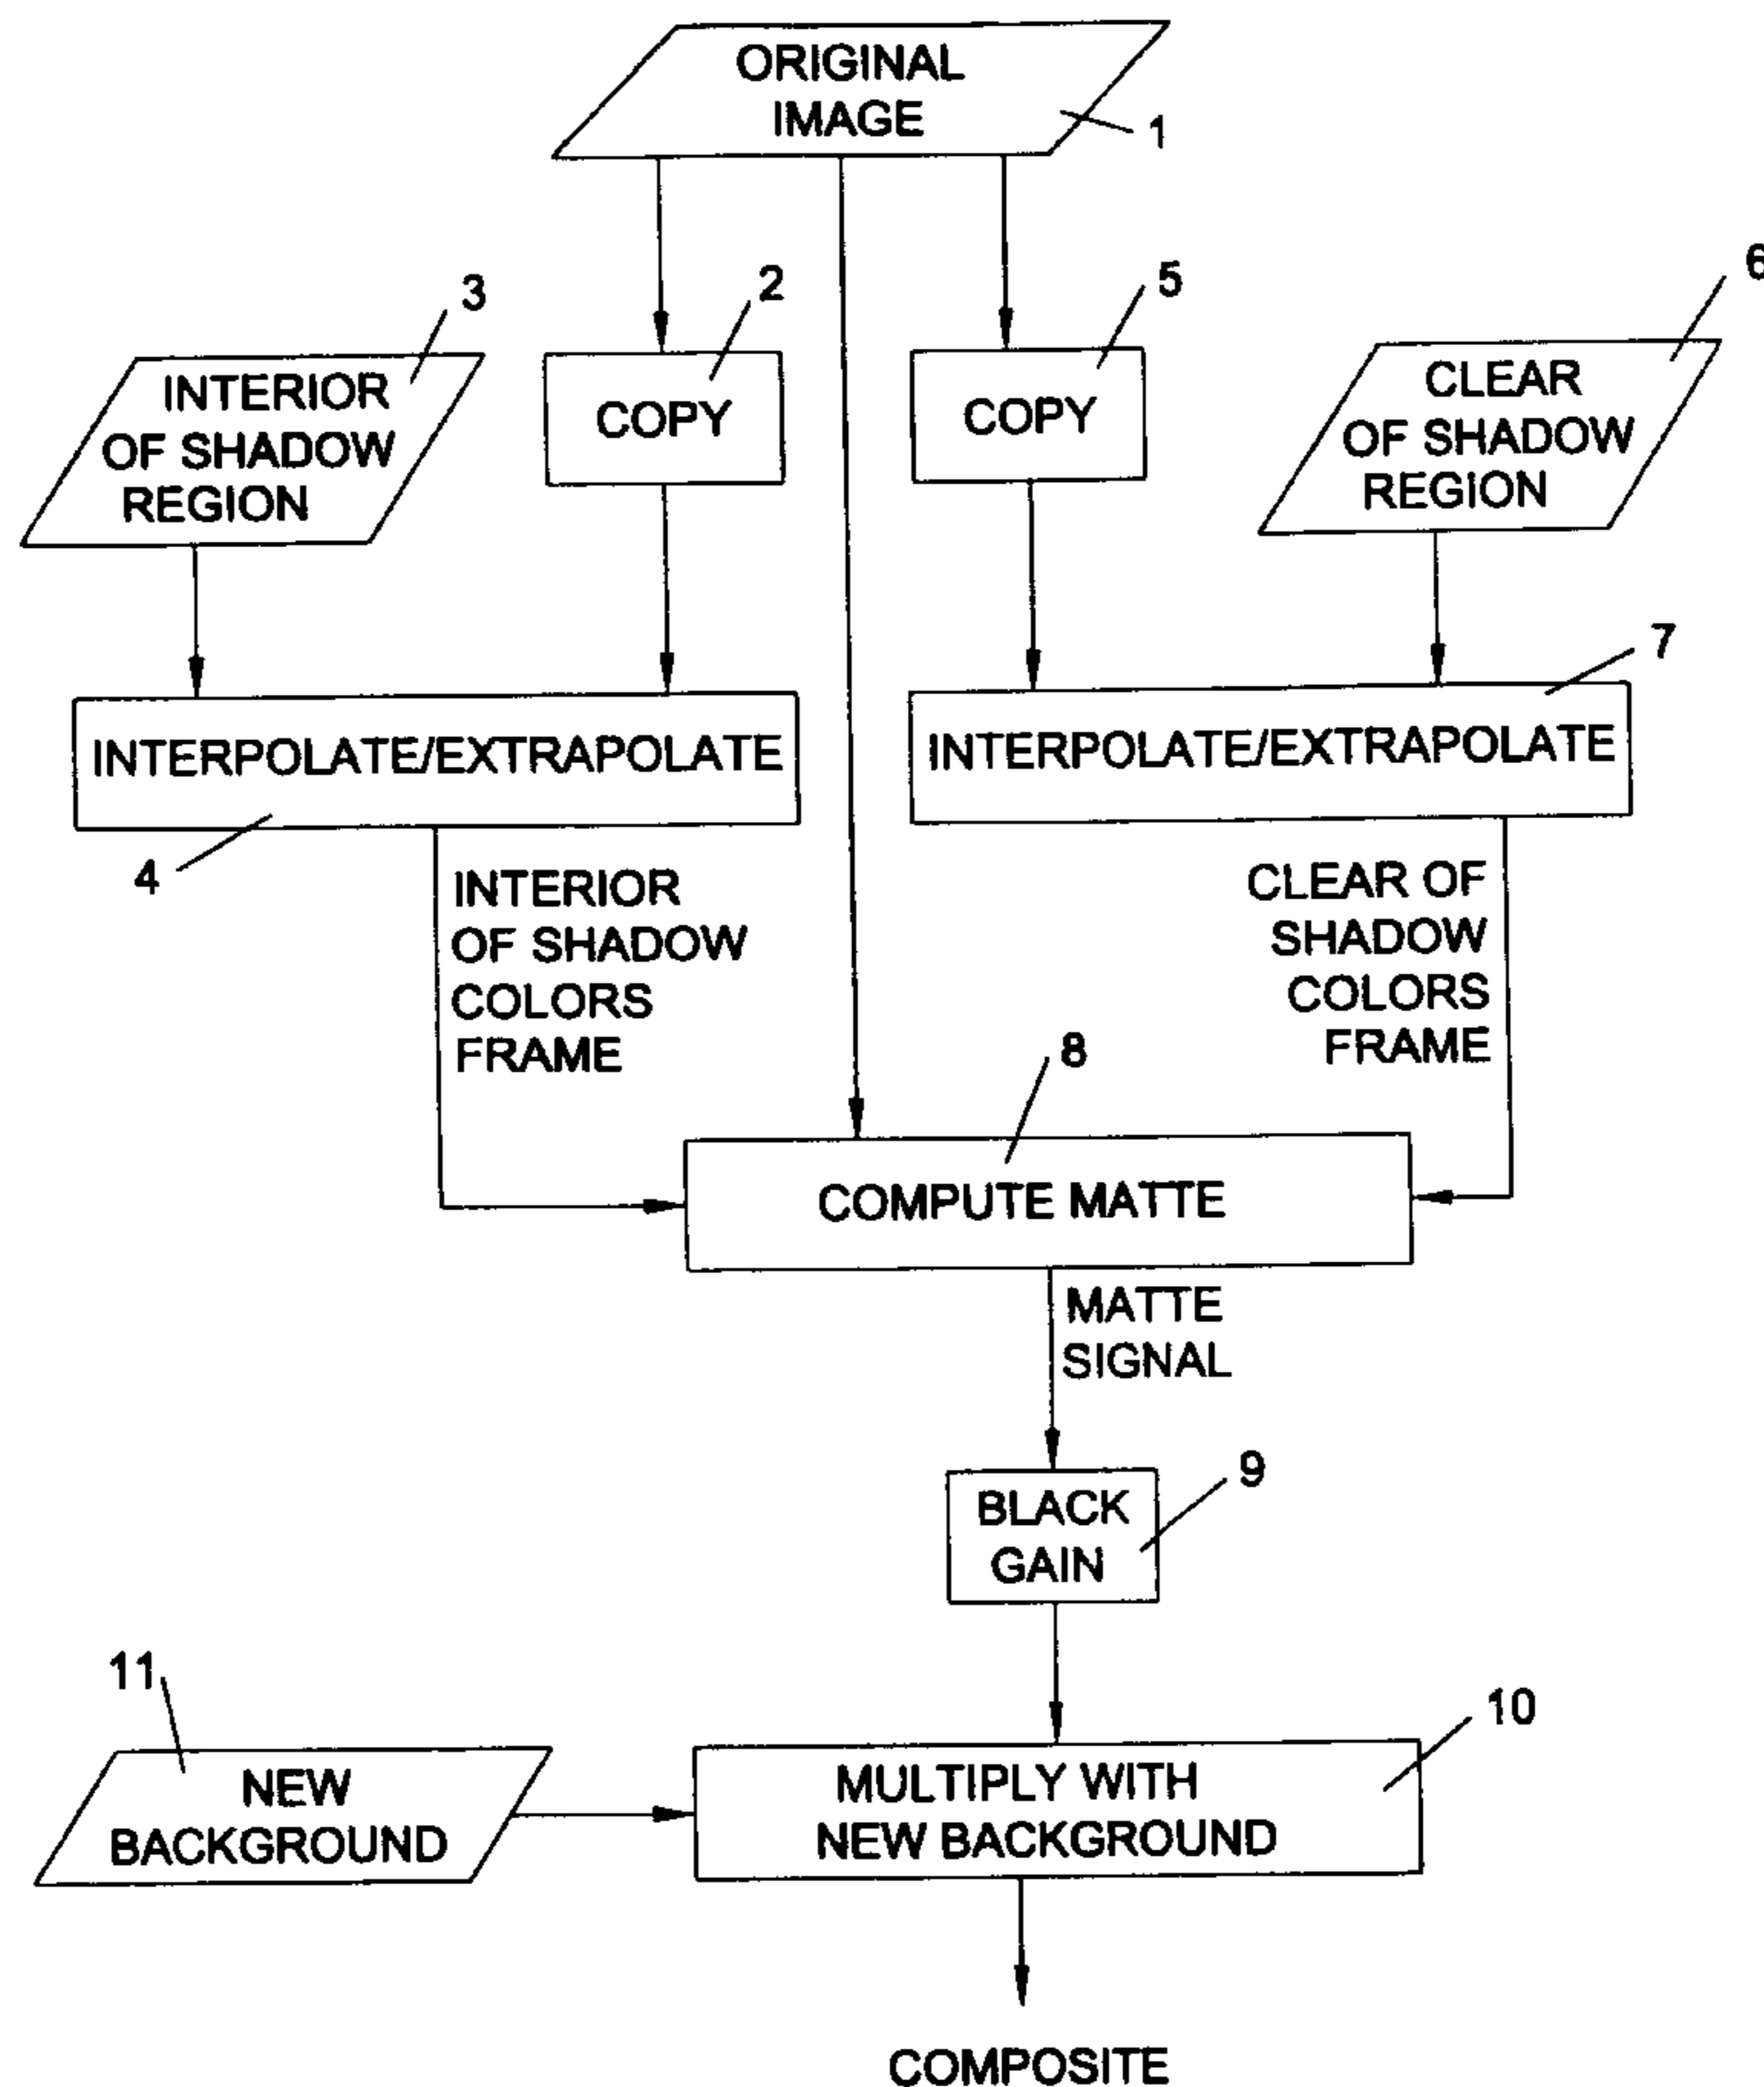 ORIGINAL
IMAGE
1
3
2
5
6
INTERIOR
OF SHADOW
REGION
COPY
COPY
CLEAR
OF SHADOW
REGION
7
INTERPOLATE/EXTRAPOLATE
INTERPOLATE/EXTRAPOLATE
4
INTERIOR
OF SHADOW
COLORS
FRAME
CLEAR OF
SHADOW
COLORS
FRAME
8
COMPUTE MATTE
MATTE
SIGNAL
9
BLACK
GAIN
11
10
NEW
BACKGROUND
MULTIPLY WITH
NEW BACKGROUND
COMPOSITE